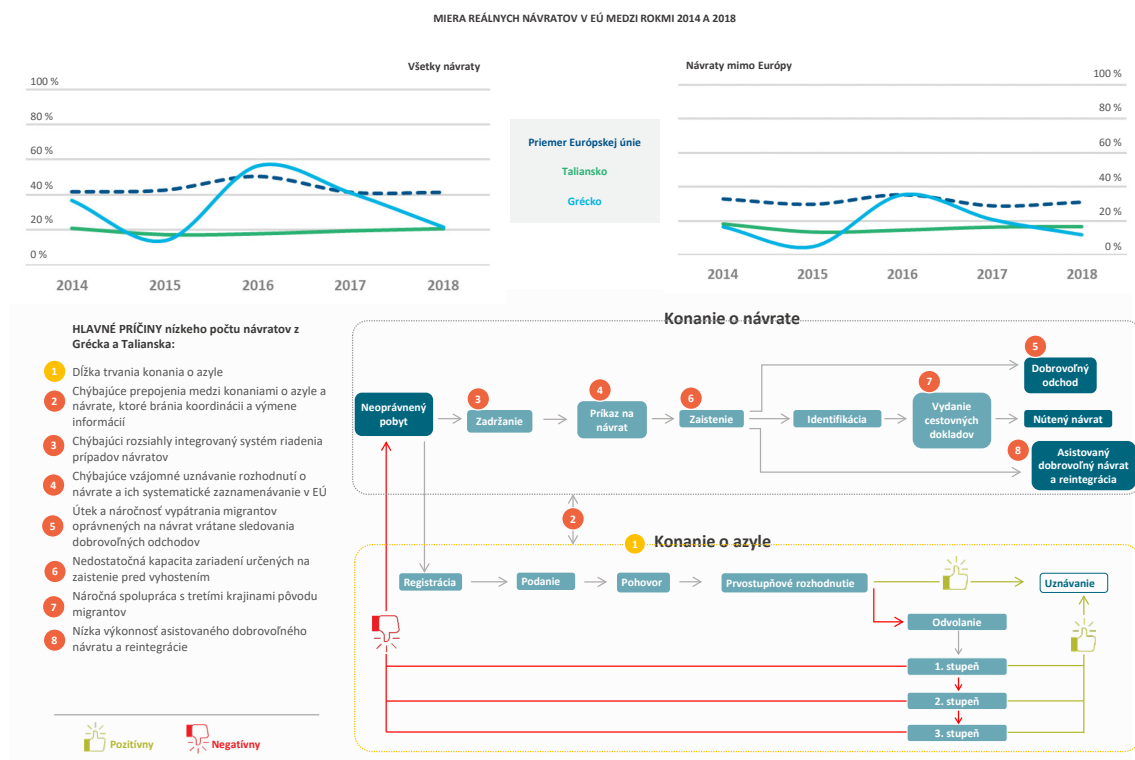 MIERA REÁLNYCH NÁVRATOV V EÚ MEDZI ROKMI 2014 A 2018
Všetky návraty
100 %
80 %
60 %
40 %
20 %
0 %
2014
2015
2016
2017
2018
Priemer Európskej únie
Taliansko
Grécko
Návraty mimo Európy
100 %
80 %
60 %
40 %
20 %
0 %
2014
2015
2016
2017
2018
HLAVNÉ PRÍČINY nízkeho počtu návratov z
Grécka a Talianska:
1 Dĺžka trvania konania o azyle
2 Chýbajúce prepojenia medzi konaniami o azyle a
návrate, ktoré bránia koordinácii a výmene
informácií
3 Chýbajúci rozsiahly integrovaný systém riadenia
prípadov návratov
4 Chýbajúce vzájomné uznávanie rozhodnutí o
návrate a ich systematické zaznamenávanie v EÚ
5 Útek a náročnosť vypátrania migrantov
oprávnených na návrat vrátane sledovania
dobrovoľných odchodov
6 Nedostatočná kapacita zariadení určených na
zaistenie pred vyhostením
7 Náročná spolupráca s tretími krajinami pôvodu
migrantov
8 Nízka výkonnosť asistovaného dobrovoľného
návratu a reintegrácie
Pozitívny
Negatívny
Konanie o návrate
Neoprávnený
pobyt
3
Zadržanie
4
Príkaz na
návrat
6
Zaistenie
Identifikácia
7
Vydanie
cestovných
dokladov
5
Dobrovoľný
odchod
Nútený návrat
8
Asistovaný
dobrovoľný návrat
a reintegrácia
2
1
Konanie o azyle
Registrácia
Podanie
Pohovor
Prvostupňové rozhodnutie
Uznávanie
Odvolanie
1. stupeň
2. stupeň
3. stupeň